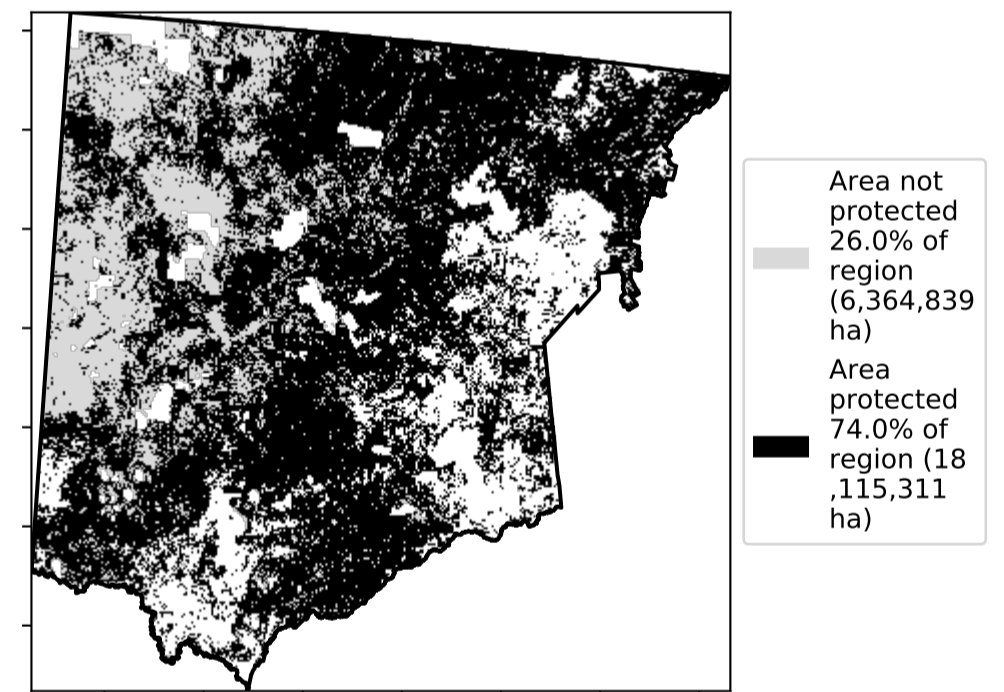 Area not
protected
26.0% of
region
(6,364,839
ha)
Area
protected
74.0% of
region (18
,115,311
ha)